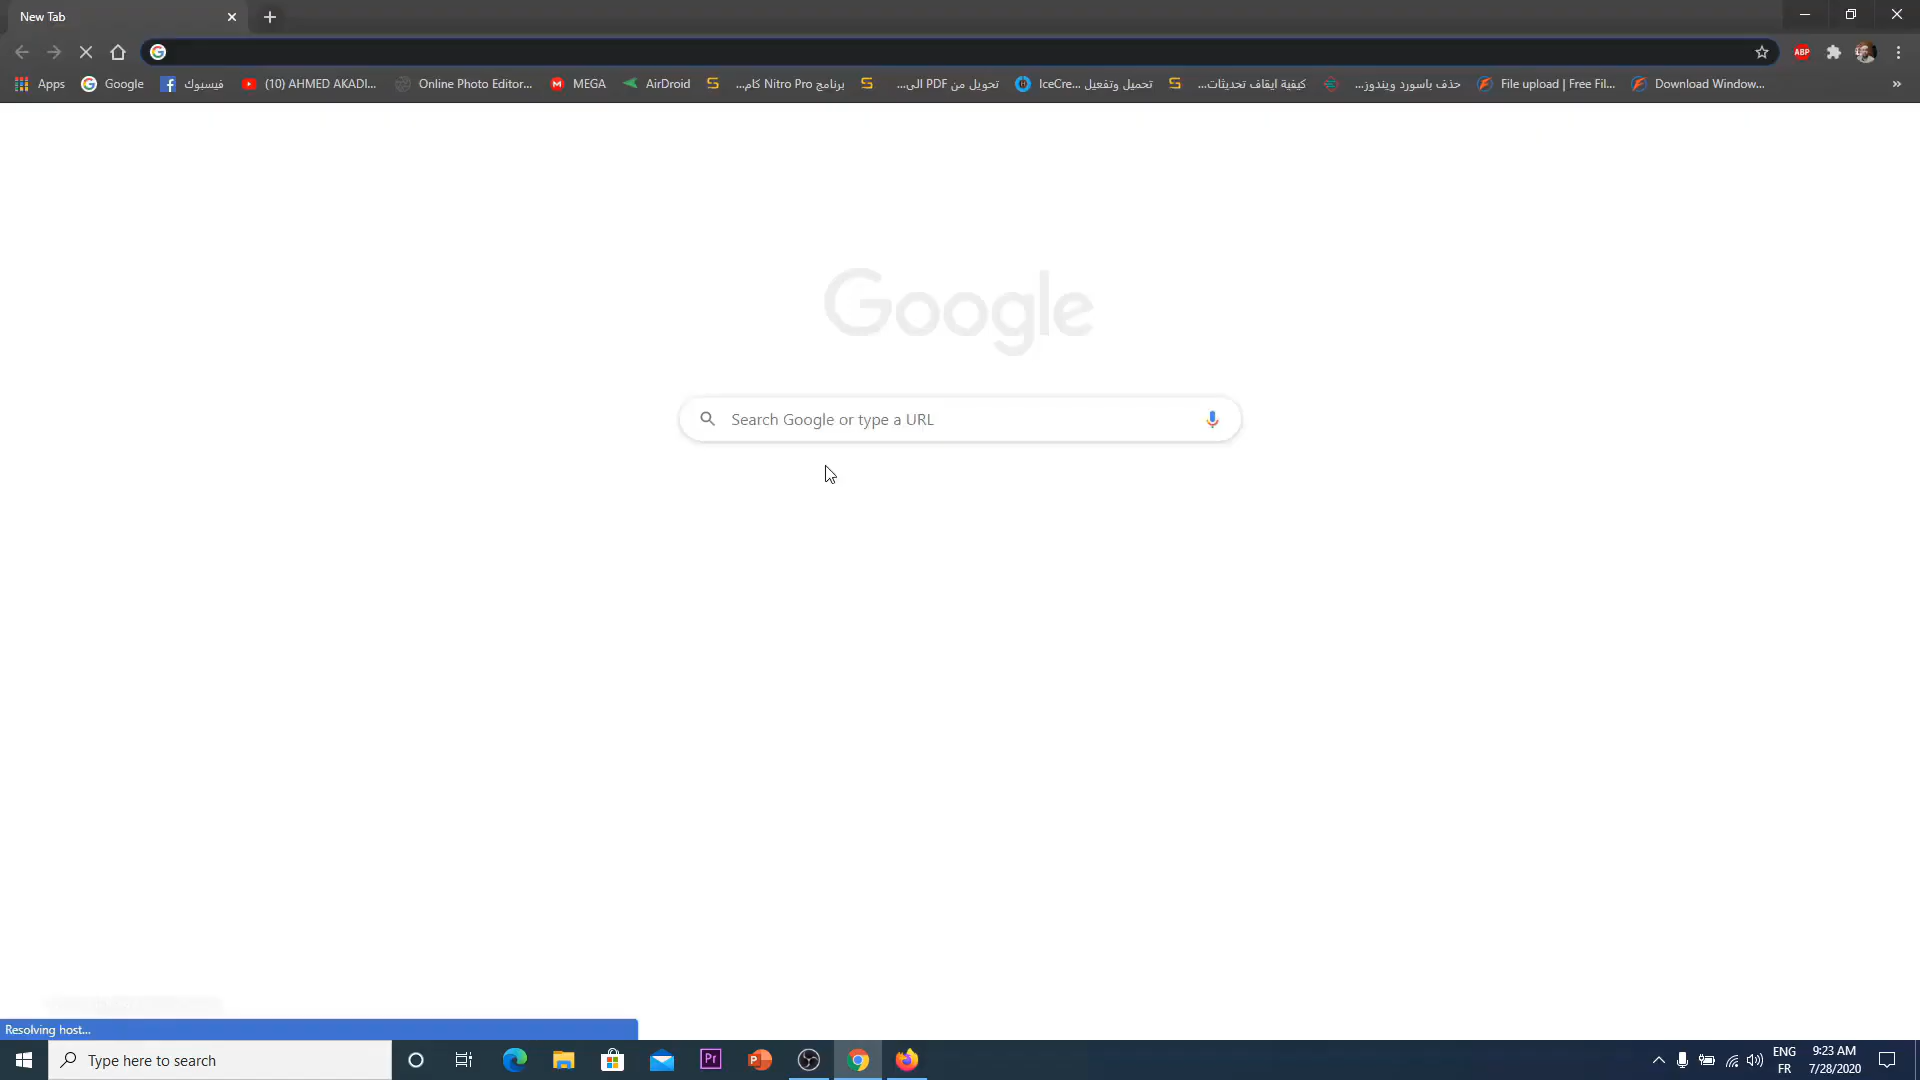 New Tab
Apps
Google
فيسبوك
(10) AHMED AKADI...
Online Photo Editor...
MEGA
AirDroid
برنامج Nitro Pro كام...
تحويل من PDF الى...
تحميل وتفعيل IceCre...
كيفية ايقاف تحديثات...
حذف باسورد ويندوز...
File upload | Free Fil...
Download Window...
ABP
Google
Search Google or type a URL
Resolving host...
Type here to search
Pr
ENG
FR
9:23 AM
7/28/2020